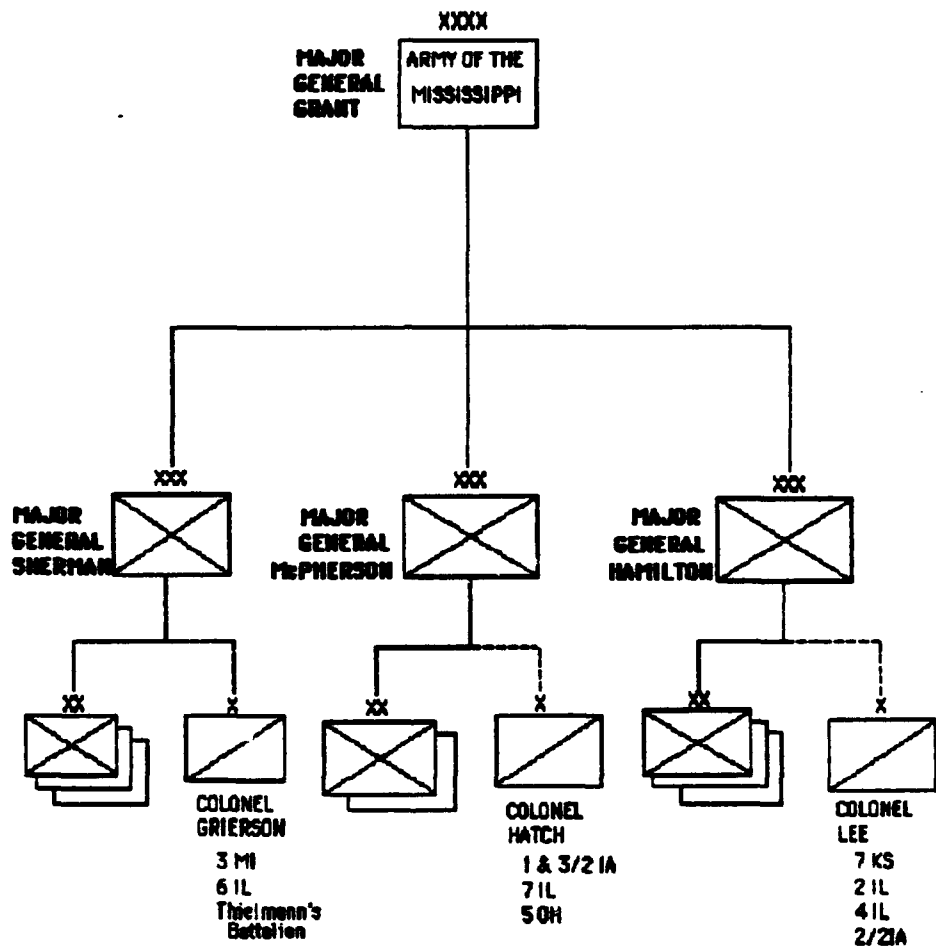 XXXX
MAJOR
GENERAL
GRANT
ARMY OF THE
MISSISSIPPI
XXX
MAJOR
GENERAL
SHERMAN
XXX
MAJOR
GENERAL
McPHERSON
XXX
MAJOR
GENERAL
HAMILTON
XX
X
COLONEL
GRIERSON
3 MI
6 IL
Thielmann's
Battalion
XX
X
COLONEL
HATCH
1 & 3/2 IA
7 IL
5 OH
XX
X
COLONEL
LEE
7 KS
2 IL
4 IL
2/2IA